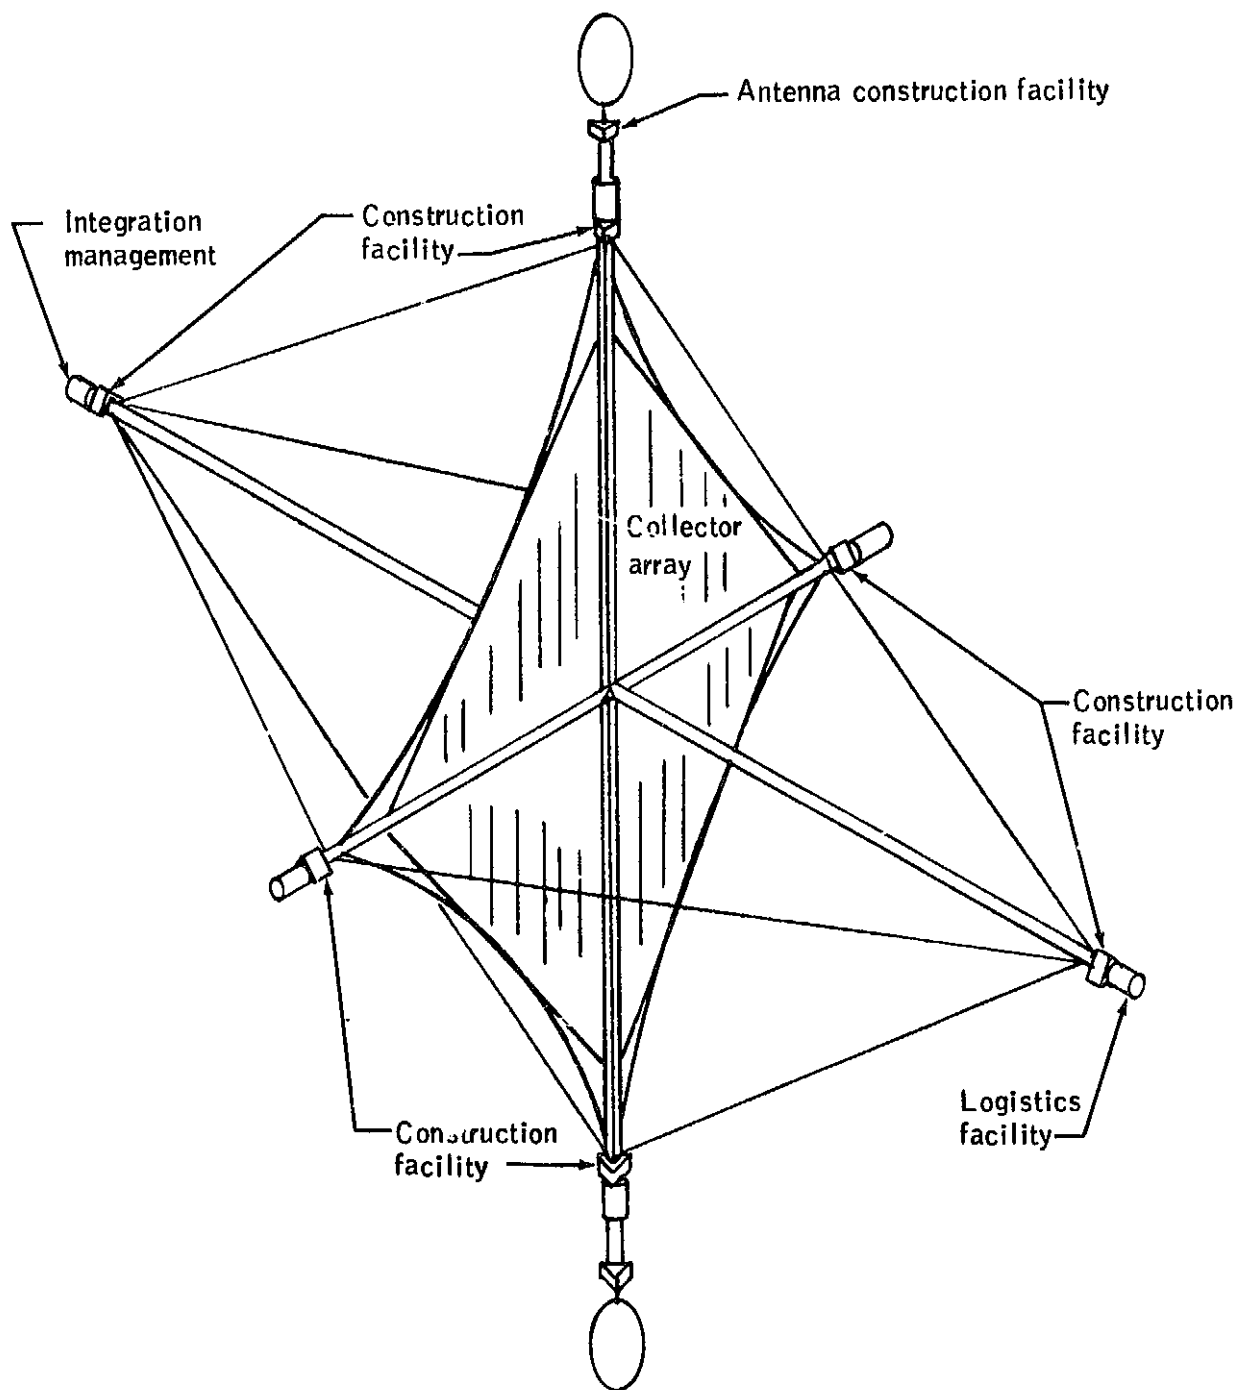 Antenna construction facility
Integration
management
Construction
facility
Collector
array
Construction
facility
Logistics
facility
Construction
facility